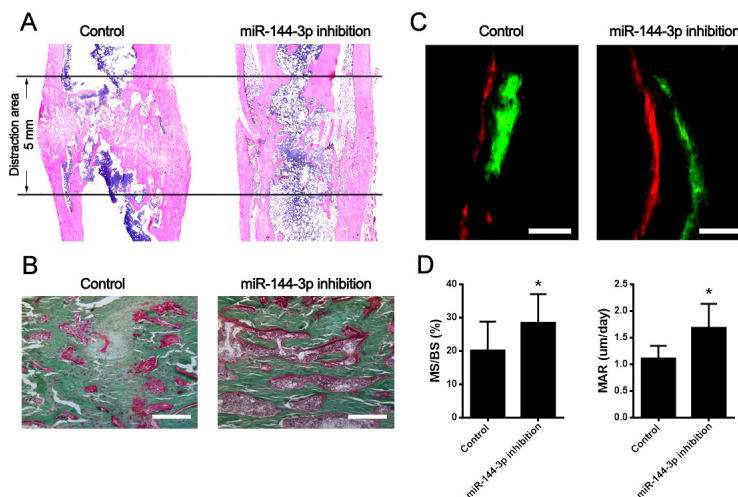 A
Control
miR-144-3p inhibition
Distraction area
5 mm
B
Control
miR-144-3p inhibition
C
Control
miR-144-3p inhibition
D
MS/BS (%)
40
30
20
10
0
*
Control
miR-144-3p inhibition
MAR (um/day)
2.5
2.0
1.5
1.0
0.5
0.0
*
Control
miR-144-3p inhibition